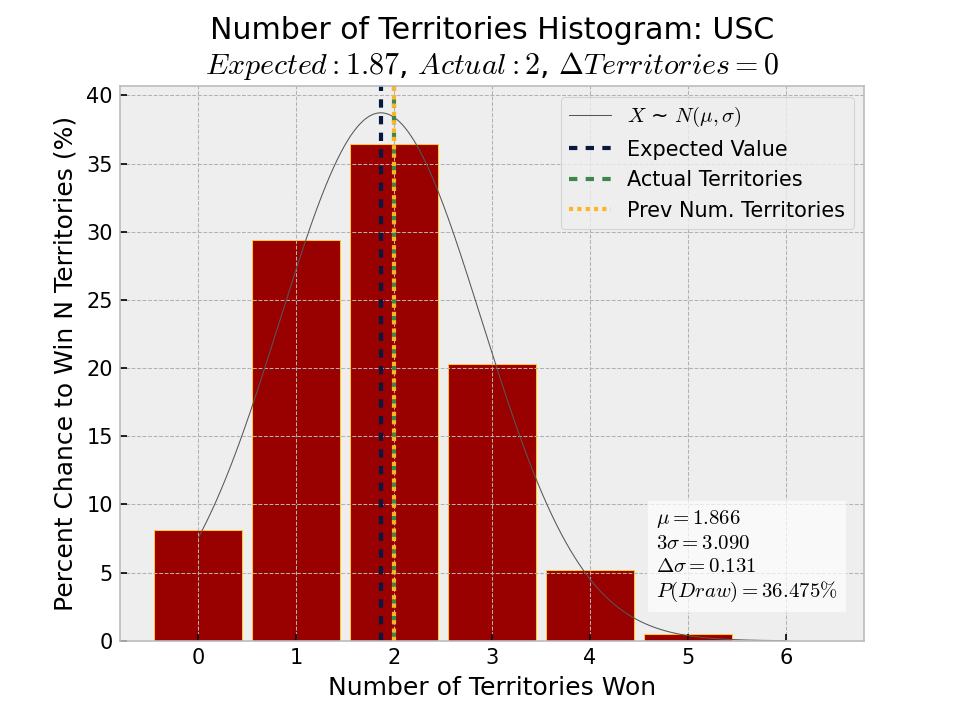 Number of Territories Histogram: USC
Expected : 1.87, Actual : 2, ΔTerritories = 0
Percent Chance to Win N Territories (%)
40
35
30
25
20
15
10
5
0
X ~ N(μ, σ)
Expected Value
Actual Territories
Prev Num. Territories
μ = 1.866
3σ = 3.090
Δσ = 0.131
P(Draw) = 36.475%
0 1 2 3 4 5 6
Number of Territories Won